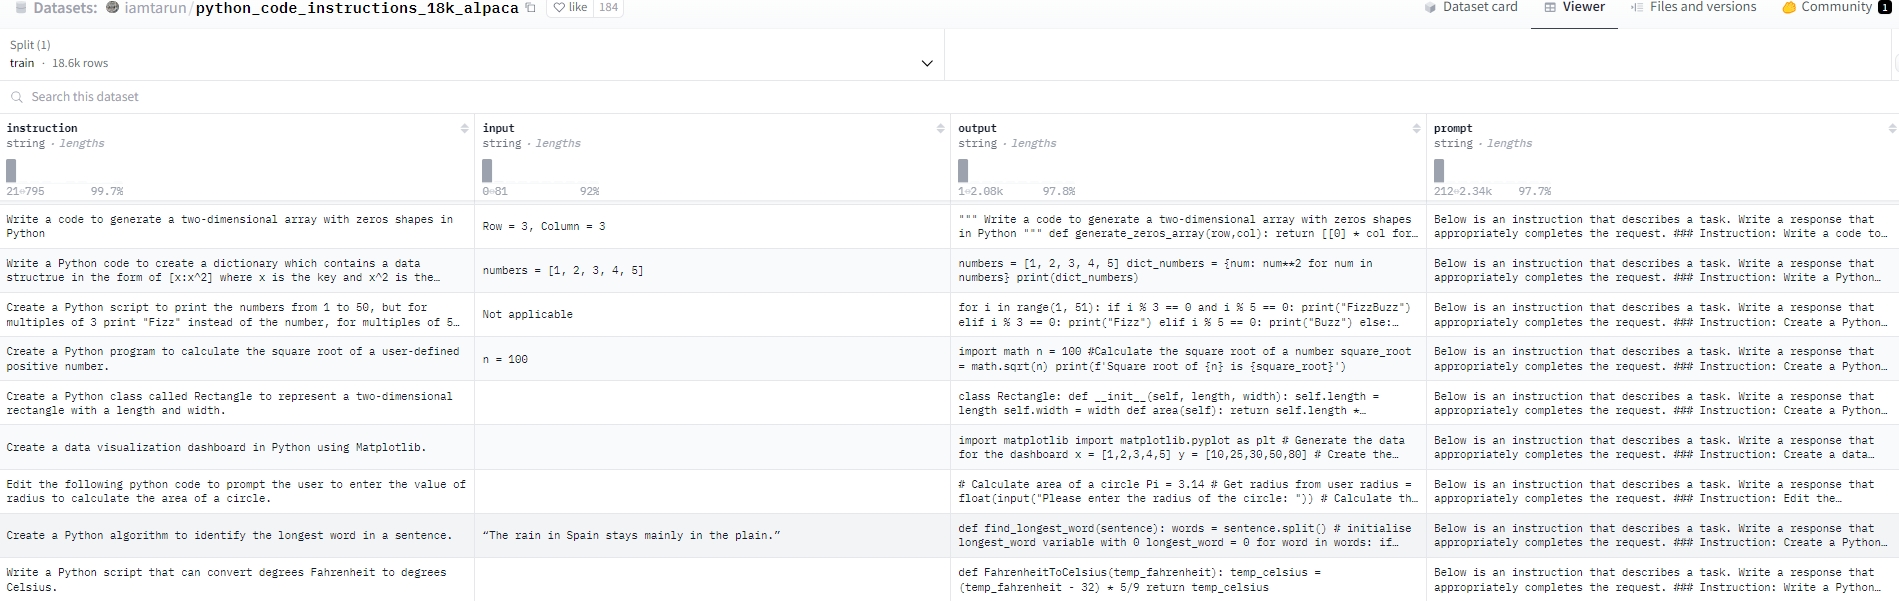 Datasets: iamtarun/python_code_instructions_18k_alpaca like 184
Dataset card Viewer Files and versions Community 1
Split (1)
train · 18.6k rows
Search this dataset
instruction
string · lengths
21 795 99.7%
input
string · lengths
0 81 92%
output
string · lengths
1 2.08k 97.8%
prompt
string · lengths
212 2.34k 97.7%
Write a code to generate a two-dimensional array with zeros shapes in
Python
Row = 3, Column = 3
""" Write a code to generate a two-dimensional array with zeros shapes
in Python """ def generate_zeros_array(row,col): return [[0] * col for…
Below is an instruction that describes a task. Write a response that
appropriately completes the request. ### Instruction: Write a code to…
Write a Python code to create a dictionary which contains a data
structrue in the form of [x:x^2] where x is the key and x^2 is the…
numbers = [1, 2, 3, 4, 5]
numbers = [1, 2, 3, 4, 5] dict_numbers = {num: num**2 for num in
numbers} print(dict_numbers)
Below is an instruction that describes a task. Write a response that
appropriately completes the request. ### Instruction: Write a Python…
Create a Python script to print the numbers from 1 to 50, but for
multiples of 3 print "Fizz" instead of the number, for multiples of 5…
Not applicable
for i in range(1, 51): if i % 3 == 0 and i % 5 == 0: print("FizzBuzz")
elif i % 3 == 0: print("Fizz") elif i % 5 == 0: print("Buzz") else:…
Below is an instruction that describes a task. Write a response that
appropriately completes the request. ### Instruction: Create a Python…
Create a Python program to calculate the square root of a user-defined
positive number.
n = 100
import math n = 100 #Calculate the square root of a number square_root
= math.sqrt(n) print(f'Square root of {n} is {square_root}')
Below is an instruction that describes a task. Write a response that
appropriately completes the request. ### Instruction: Create a Python…
Create a Python class called Rectangle to represent a two-dimensional
rectangle with a length and width.
class Rectangle: def __init__(self, length, width): self.length =
length self.width = width def area(self): return self.length *…
Below is an instruction that describes a task. Write a response that
appropriately completes the request. ### Instruction: Create a Python…
Create a data visualization dashboard in Python using Matplotlib.
import matplotlib import matplotlib.pyplot as plt # Generate the data
for the dashboard x = [1,2,3,4,5] y = [10,25,30,50,80] # Create the…
Below is an instruction that describes a task. Write a response that
appropriately completes the request. ### Instruction: Create a data…
Edit the following python code to prompt the user to enter the value of
radius to calculate the area of a circle.
# Calculate area of a circle Pi = 3.14 # Get radius from user radius =
float(input("Please enter the radius of the circle: ")) # Calculate th…
Below is an instruction that describes a task. Write a response that
appropriately completes the request. ### Instruction: Edit the…
Create a Python algorithm to identify the longest word in a sentence.
“The rain in Spain stays mainly in the plain.”
def find_longest_word(sentence): words = sentence.split() # initialise
longest_word variable with 0 longest_word = 0 for word in words: if…
Below is an instruction that describes a task. Write a response that
appropriately completes the request. ### Instruction: Create a Python…
Write a Python script that can convert degrees Fahrenheit to degrees
Celsius.
def FahrenheitToCelsius(temp_fahrenheit): temp_celsius =
(temp_fahrenheit - 32) * 5/9 return temp_celsius
Below is an instruction that describes a task. Write a response that
appropriately completes the request. ### Instruction: Write a Python…